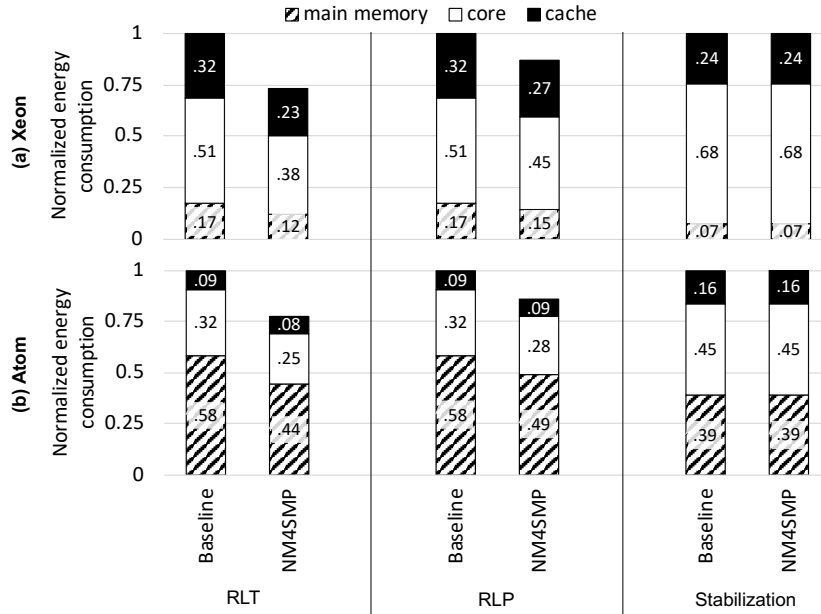 main memory core cache
(a) Xeon
Normalized energy consumption
1
0.75
0.5
0.25
0
.32 .23 .32 .27 .24 .24
.51 .38 .51 .45 .68 .68
.17 .12 .17 .15 .07 .07
(b) Atom
Normalized energy consumption
1
0.75
0.5
0.25
0
.09 .08 .09 .09 .16 .16
.32 .25 .32 .28 .45 .45
.58 .44 .58 .49 .39 .39
Baseline NM4SMP Baseline NM4SMP Baseline NM4SMP
RLT RLP Stabilization